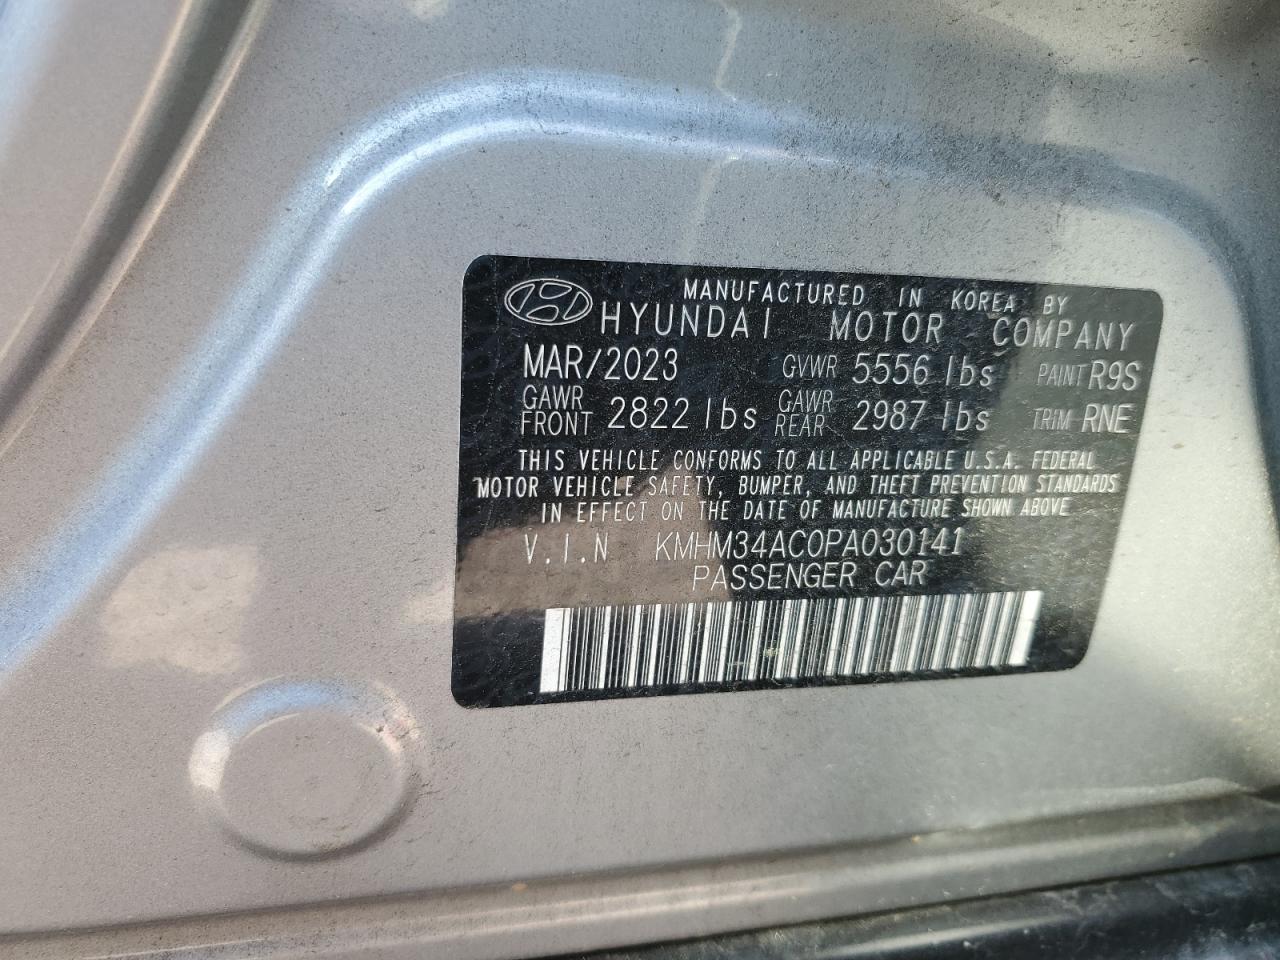 MANUFACTURED IN KOREA BY
HYUNDAI MOTOR COMPANY
MAR/2023 GVWR 5556 lbs PAINT R9S
GAWR FRONT 2822 lbs GAWR REAR 2987 lbs TRIM RNE
THIS VEHICLE CONFORMS TO ALL APPLICABLE U.S.A. FEDERAL
MOTOR VEHICLE SAFETY, BUMPER, AND THEFT PREVENTION STANDARDS
IN EFFECT ON THE DATE OF MANUFACTURE SHOWN ABOVE
V.I.N KMHM34AC0PA030141
PASSENGER CAR